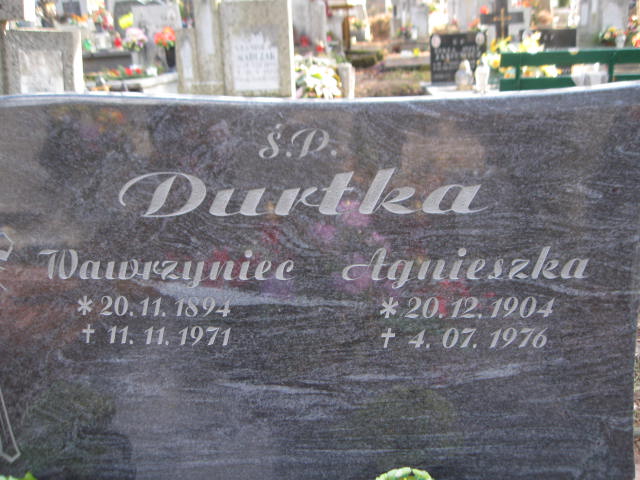 Ś.P.
Durtka
Wawrzyniec Agnieszka
* 20.11.1894 * 20.12.1904
† 11.11.1971 † 4.07.1976